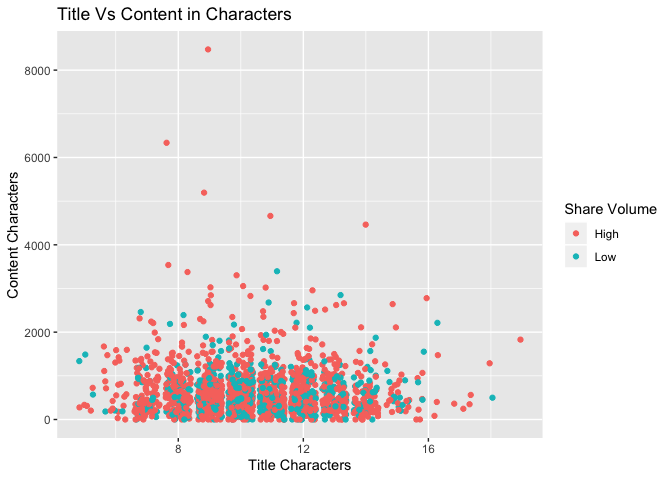 Title Vs Content in Characters
8000
6000
4000
2000
0
Content Characters
8
12
16
Title Characters
Share Volume
High
Low